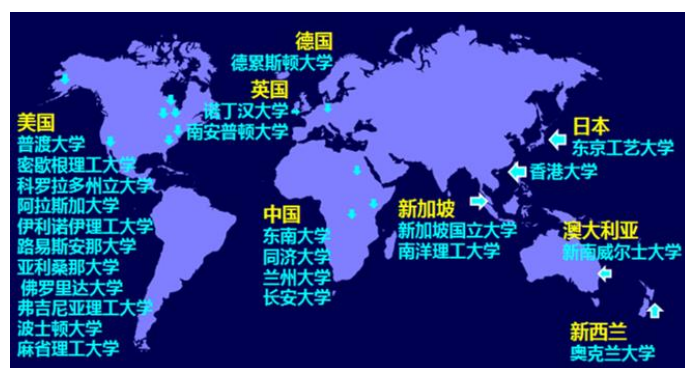 德国
德累斯顿大学
英国
诺丁汉大学
南安普顿大学
美国
普渡大学
密歇根理工大学
科罗拉多州立大学
阿拉斯加大学
伊利诺伊理工大学
路易斯安那大学
亚利桑那大学
佛罗里达大学
弗吉尼亚理工大学
波士顿大学
麻省理工大学
中国
东南大学
同济大学
兰州大学
长安大学
新加坡
新加坡国立大学
南洋理工大学
日本
东京工艺大学
香港大学
澳大利亚
新南威尔士大学
新西兰
奥克兰大学